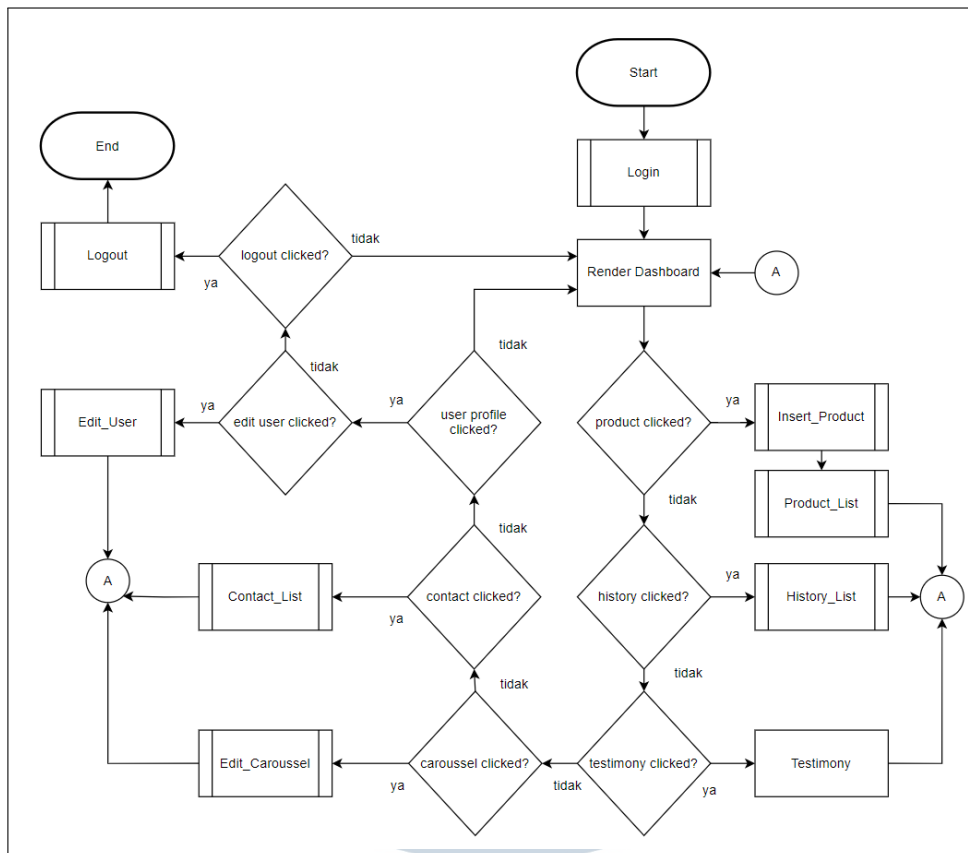 Start
End
Login
Logout
logout clicked?
tidak
ya
Render Dashboard
A
tidak
tidak
Edit_User
ya
edit user clicked?
ya
user profile
clicked?
product clicked?
ya
Insert_Product
Product_List
tidak
tidak
A
Contact_List
ya
contact clicked?
history clicked?
ya
History_List
A
tidak
tidak
Edit_Caroussel
ya
caroussel clicked?
tidak
testimony clicked?
ya
Testimony